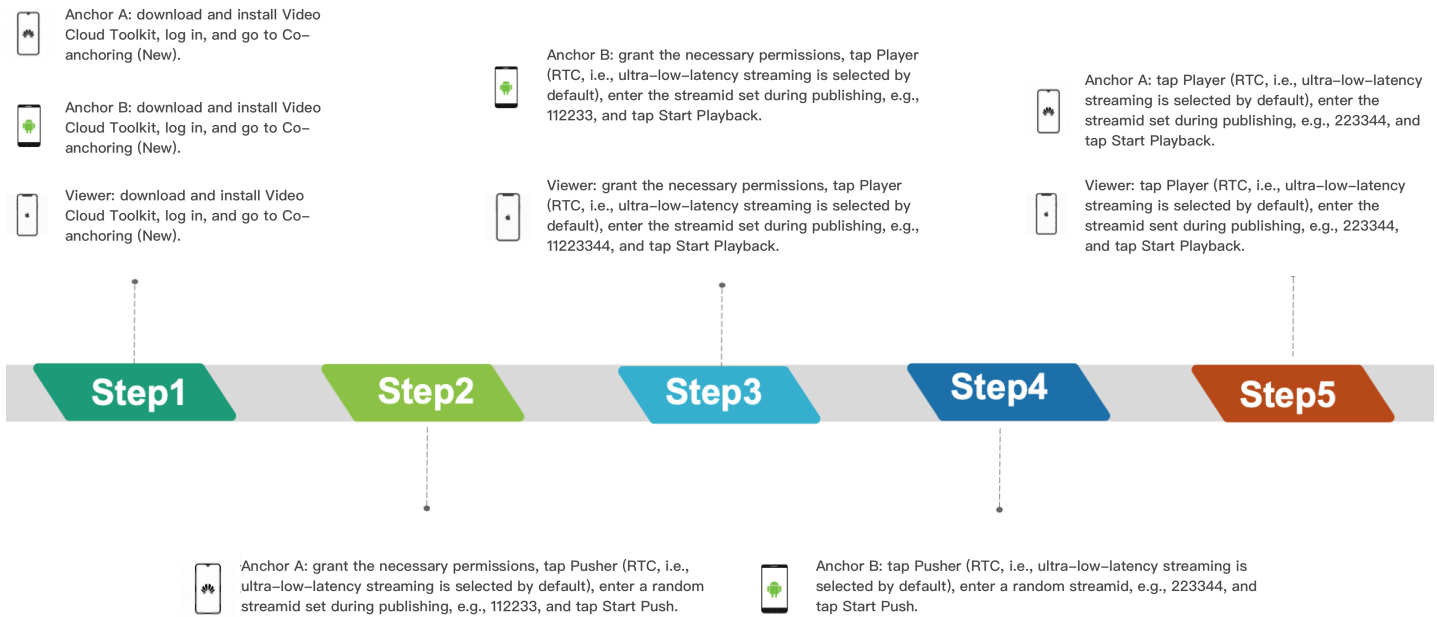 Anchor A: download and install Video
Cloud Toolkit, log in, and go to Co-
anchoring (New).
Anchor B: download and install Video
Cloud Toolkit, log in, and go to Co-
anchoring (New).
Viewer: download and install Video
Cloud Toolkit, log in, and go to Co-
anchoring (New).
Anchor B: grant the necessary permissions, tap Player
(RTC, i.e., ultra-low-latency streaming is selected by
default), enter the streamid set during publishing, e.g.,
112233, and tap Start Playback.
Viewer: grant the necessary permissions, tap Player
(RTC, i.e., ultra-low-latency streaming is selected by
default), enter the streamid set during publishing, e.g.,
11223344, and tap Start Playback.
Anchor A: tap Player (RTC, i.e., ultra-low-latency
streaming is selected by default), enter the
streamid set during publishing, e.g., 223344, and
tap Start Playback.
Viewer: tap Player (RTC, i.e., ultra-low-latency
streaming is selected by default), enter the
streamid sent during publishing, e.g., 223344,
and tap Start Playback.
Step1
Step2
Step3
Step4
Step5
Anchor A: grant the necessary permissions, tap Pusher (RTC, i.e.,
ultra-low-latency streaming is selected by default), enter a random
streamid set during publishing, e.g., 112233, and tap Start Push.
Anchor B: tap Pusher (RTC, i.e., ultra-low-latency streaming is
selected by default), enter a random streamid, e.g., 223344, and
tap Start Push.